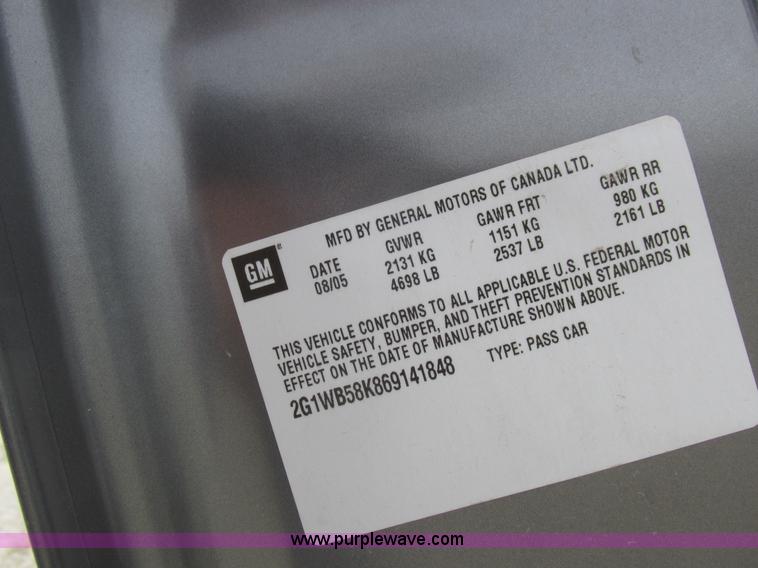 MFD BY GENERAL MOTORS OF CANADA LTD.
GM®
DATE GVWR GAWR FRT GAWR RR
08/05 2131 KG 1151 KG 980 KG
4698 LB 2537 LB 2161 LB
THIS VEHICLE CONFORMS TO ALL APPLICABLE U.S. FEDERAL MOTOR
VEHICLE SAFETY, BUMPER, AND THEFT PREVENTION STANDARDS IN
EFFECT ON THE DATE OF MANUFACTURE SHOWN ABOVE.
2G1WB58K869141848 TYPE: PASS CAR
www.purplewave.com